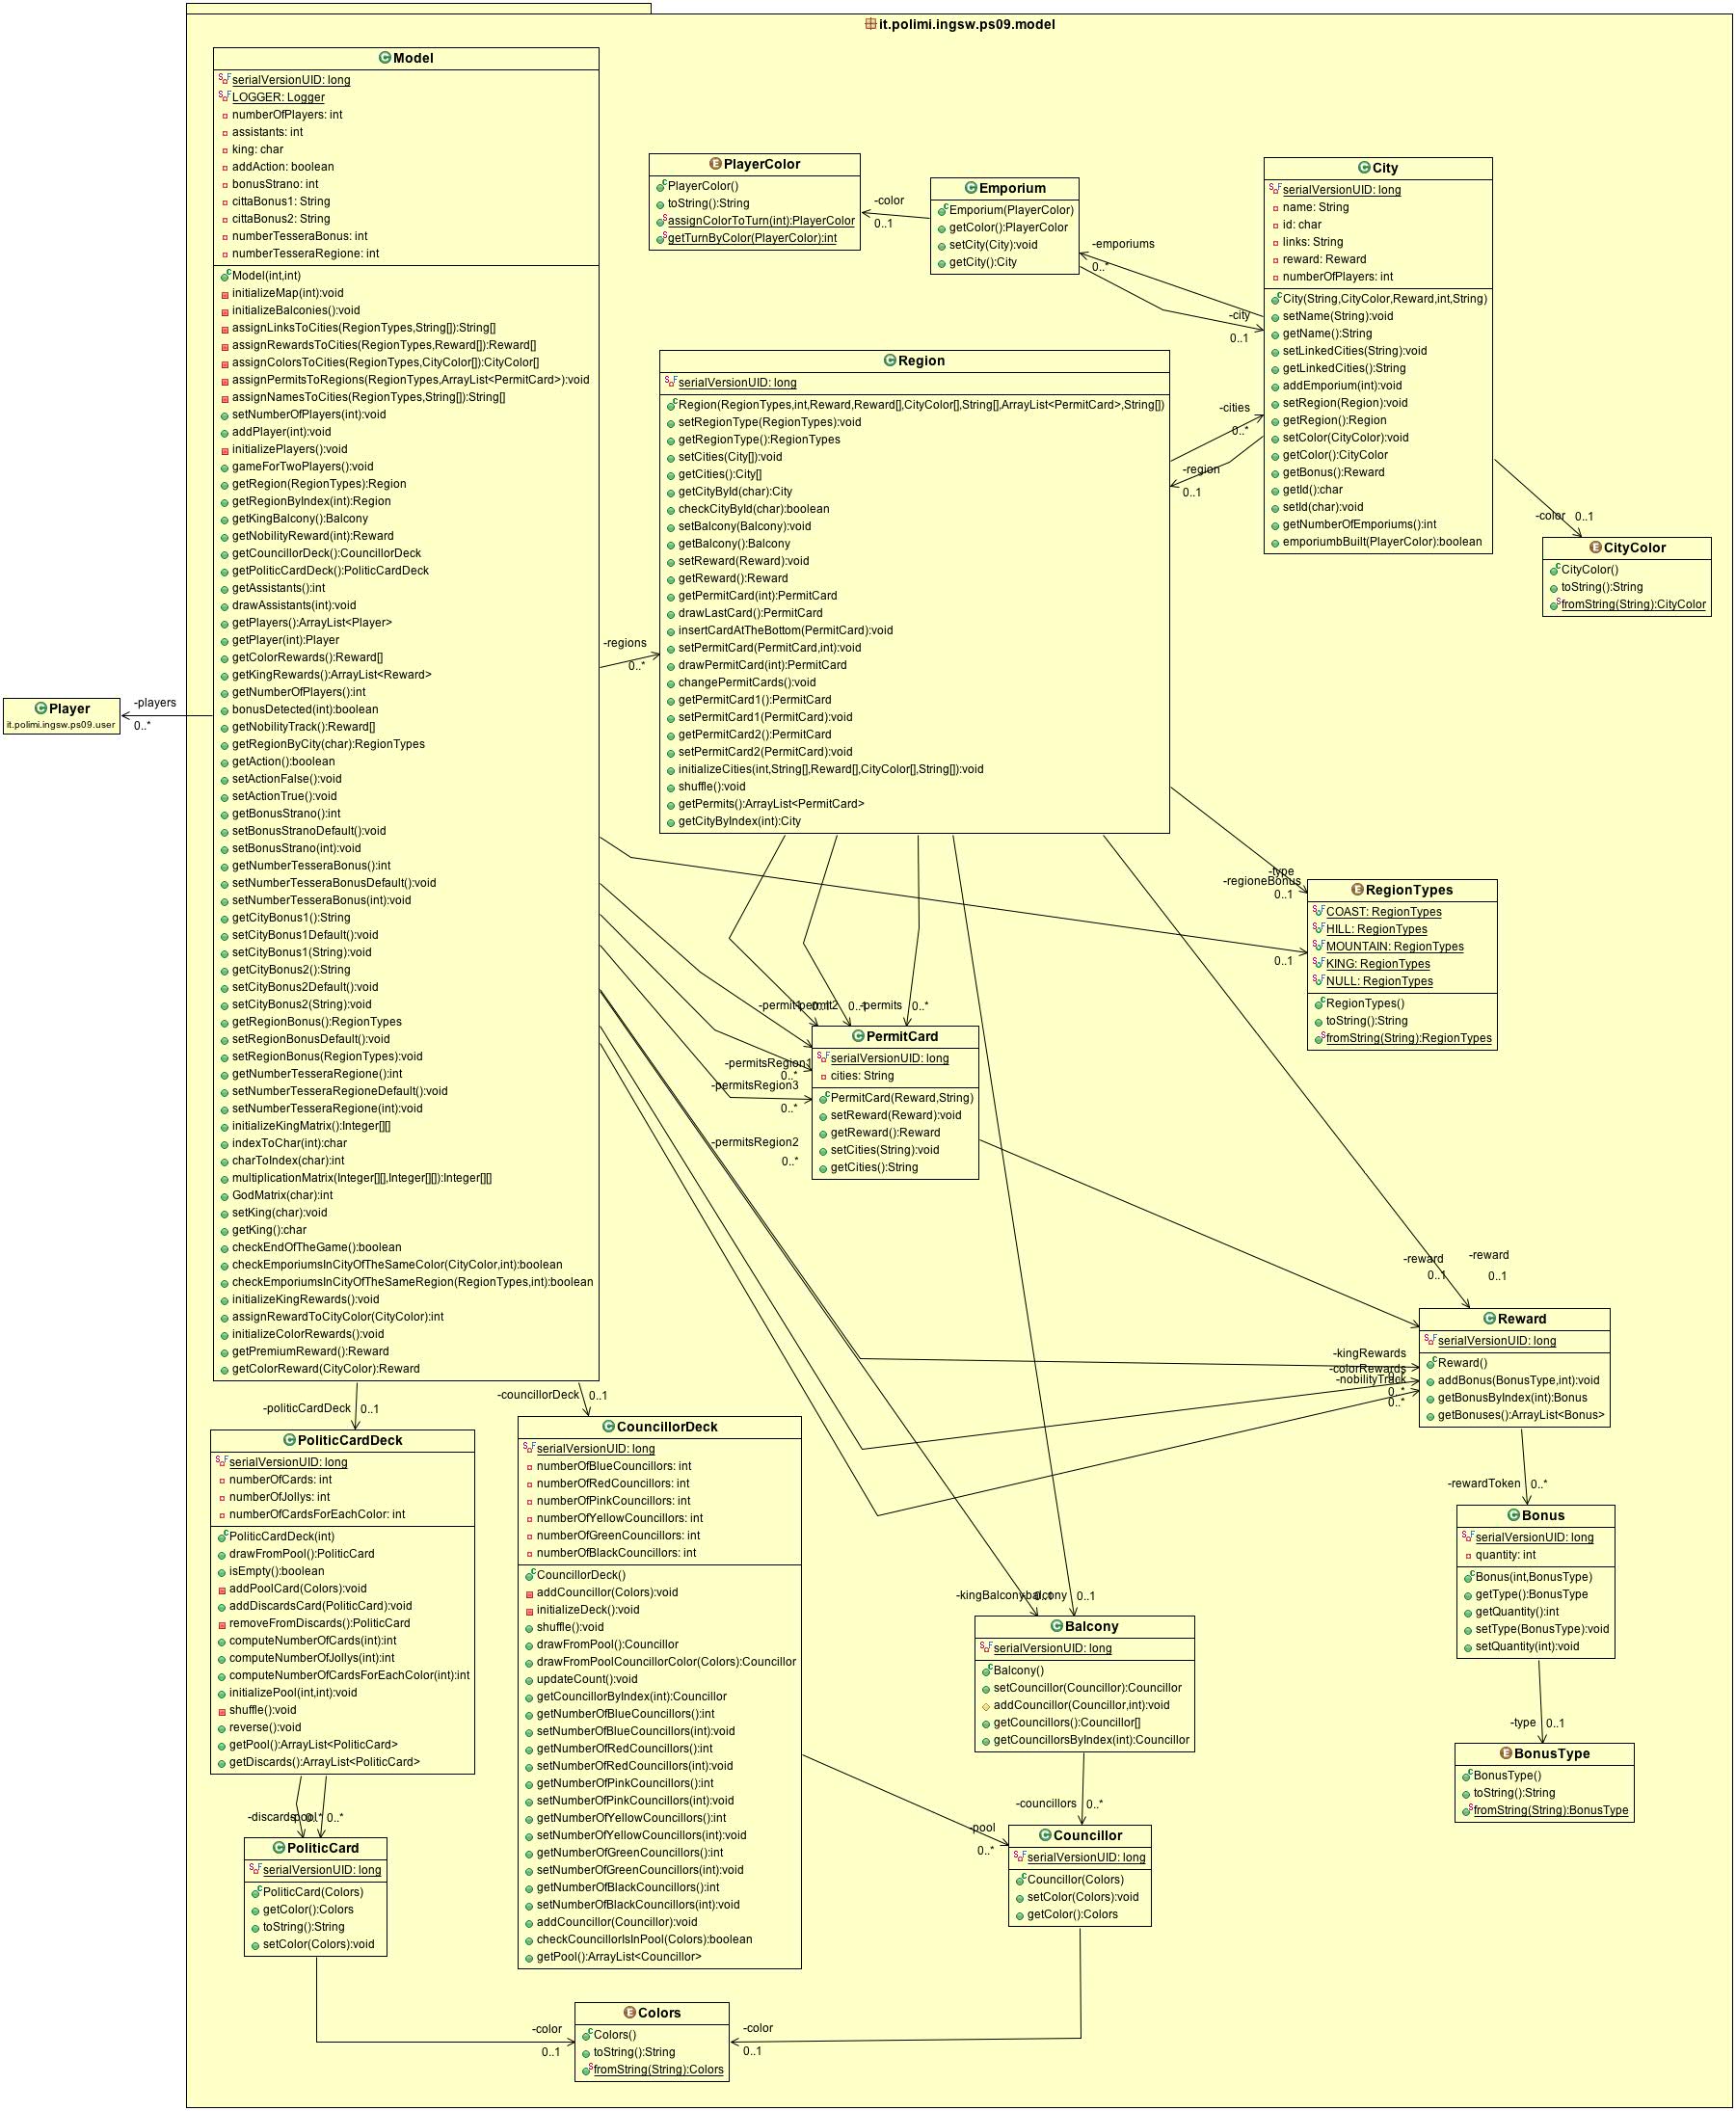 it.polimi.ingsw.ps09.model
Model
serialVersionUID: long
LOGGER: Logger
numberOfPlayers: int
assistants: int
king: char
addAction: boolean
bonusStrano: int
cittaBonus1: String
cittaBonus2: String
numberTesseraBonus: int
numberTesseraRegione: int
Model(int,int)
initializeMap(int):void
initializeBalconies():void
assignLinksToCities(RegionTypes,String[]):String[]
assignRewardsToCities(RegionTypes,Reward[]):Reward[]
assignColorsToCities(RegionTypes,CityColor[]):CityColor[]
assignPermitsToRegions(RegionTypes,ArrayList<PermitCard>):void
assignNamesToCities(RegionTypes,String[]):String[]
setNumberOfPlayers(int):void
addPlayer(int):void
initializePlayers():void
gameForTwoPlayers():void
getRegion(RegionTypes):Region
getRegionByIndex(int):Region
getKingBalcony():Balcony
getNobilityReward(int):Reward
getCouncillorDeck():CouncillorDeck
getPoliticCardDeck():PoliticCardDeck
getAssistants():int
drawAssistants(int):void
getPlayers():ArrayList<Player>
getPlayer(int):Player
getColorRewards():Reward[]
getKingRewards():ArrayList<Reward>
getNumberOfPlayers():int
bonusDetected(int):boolean
getNobilityTrack():Reward[]
getRegionByCity(char):RegionTypes
getAction():boolean
setActionFalse():void
setActionTrue():void
getBonusStrano():int
setBonusStranoDefault():void
setBonusStrano(int):void
getNumberTesseraBonus():int
setNumberTesseraBonusDefault():void
setNumberTesseraBonus(int):void
getCityBonus1():String
setCityBonus1Default():void
setCityBonus1(String):void
getCityBonus2():String
setCityBonus2Default():void
setCityBonus2(String):void
getRegionBonus():RegionTypes
setRegionBonusDefault():void
setRegionBonus(RegionTypes):void
getNumberTesseraRegione():int
setNumberTesseraRegioneDefault():void
setNumberTesseraRegione(int):void
initializeKingMatrix():Integer[][]
indexToChar(int):char
charToIndex(char):int
multiplicationMatrix(Integer[][],Integer[][]):Integer[][]
GodMatrix(char):int
setKing(char):void
getKing():char
checkEndOfTheGame():boolean
checkEmporiumsInCityOfTheSameColor(CityColor,int):boolean
checkEmporiumsInCityOfTheSameRegion(RegionTypes,int):boolean
initializeKingRewards():void
assignRewardToCityColor(CityColor):int
initializeColorRewards():void
getPremiumReward():Reward
getColorReward(CityColor):Reward
PlayerColor
PlayerColor()
toString():String
assignColorToTurn(int):PlayerColor
getTurnByColor(PlayerColor):int
-color
0..1
Emporium
Emporium(PlayerColor)
getColor():PlayerColor
setCity(City):void
getCity():City
-emporiums
0..*
-city
0..1
City
serialVersionUID: long
name: String
id: char
links: String
reward: Reward
numberOfPlayers: int
City(String,CityColor,Reward,int,String)
setName(String):void
getName():String
setLinkedCities(String):void
getLinkedCities():String
addEmporium(int):void
setRegion(Region):void
getRegion():Region
setColor(CityColor):void
getColor():CityColor
getBonus():Reward
getId():char
setId(char):void
getNumberOfEmporiums():int
emporiumbBuilt(PlayerColor):boolean
-color 0..1
CityColor
CityColor()
toString():String
fromString(String):CityColor
Region
serialVersionUID: long
Region(RegionTypes,int,Reward,Reward[],CityColor[],String[],ArrayList<PermitCard>,String[])
setRegionType(RegionTypes):void
getRegionType():RegionTypes
setCities(City[]):void
getCities():City[]
getCityById(char):City
checkCityById(char):boolean
setBalcony(Balcony):void
getBalcony():Balcony
setReward(Reward):void
getReward():Reward
getPermitCard(int):PermitCard
drawLastCard():PermitCard
insertCardAtTheBottom(PermitCard):void
setPermitCard(PermitCard,int):void
drawPermitCard(int):PermitCard
changePermitCards():void
getPermitCard1():PermitCard
setPermitCard1(PermitCard):void
getPermitCard2():PermitCard
setPermitCard2(PermitCard):void
initializeCities(int,String[],Reward[],CityColor[],String[]):void
shuffle():void
getPermits():ArrayList<PermitCard>
getCityByIndex(int):City
-cities
0..*
-region
0..1
-regions
0..*
Player
it.polimi.ingsw.ps09.user
-players
0..*
-type
-regioneBonus
0..1
0..1
RegionTypes
COAST: RegionTypes
HILL: RegionTypes
MOUNTAIN: RegionTypes
KING: RegionTypes
NULL: RegionTypes
RegionTypes()
toString():String
fromString(String):RegionTypes
-permit1 -permit2 0..1 -permits 0..*
PermitCard
serialVersionUID: long
cities: String
PermitCard(Reward,String)
setReward(Reward):void
getReward():Reward
setCities(String):void
getCities():String
-permitsRegion1
0..*
-permitsRegion3
0..*
-permitsRegion2
0..*
-reward
0..1
-reward
0..1
Reward
serialVersionUID: long
Reward()
addBonus(BonusType,int):void
getBonusByIndex(int):Bonus
getBonuses():ArrayList<Bonus>
-kingRewards
-colorRewards
-nobilityTrack
0..*
0..*
-rewardToken 0..*
Bonus
serialVersionUID: long
quantity: int
Bonus(int,BonusType)
getType():BonusType
getQuantity():int
setType(BonusType):void
setQuantity(int):void
-type 0..1
BonusType
BonusType()
toString():String
fromString(String):BonusType
-politicCardDeck 0..1
PoliticCardDeck
serialVersionUID: long
numberOfCards: int
numberOfJollys: int
numberOfCardsForEachColor: int
PoliticCardDeck(int)
drawFromPool():PoliticCard
isEmpty():boolean
addPoolCard(Colors):void
addDiscardsCard(PoliticCard):void
removeFromDiscards():PoliticCard
computeNumberOfCards(int):int
computeNumberOfJollys(int):int
computeNumberOfCardsForEachColor(int):int
initializePool(int,int):void
shuffle():void
reverse():void
getPool():ArrayList<PoliticCard>
getDiscards():ArrayList<PoliticCard>
-discards -pool 0..* 0..*
PoliticCard
serialVersionUID: long
PoliticCard(Colors)
getColor():Colors
toString():String
setColor(Colors):void
-councillorDeck 0..1
CouncillorDeck
serialVersionUID: long
numberOfBlueCouncillors: int
numberOfRedCouncillors: int
numberOfPinkCouncillors: int
numberOfYellowCouncillors: int
numberOfGreenCouncillors: int
numberOfBlackCouncillors: int
CouncillorDeck()
addCouncillor(Colors):void
initializeDeck():void
shuffle():void
drawFromPool():Councillor
drawFromPoolCouncillorColor(Colors):Councillor
updateCount():void
getCouncillorByIndex(int):Councillor
getNumberOfBlueCouncillors():int
setNumberOfBlueCouncillors(int):void
getNumberOfRedCouncillors():int
setNumberOfRedCouncillors(int):void
getNumberOfPinkCouncillors():int
setNumberOfPinkCouncillors(int):void
getNumberOfYellowCouncillors():int
setNumberOfYellowCouncillors(int):void
getNumberOfGreenCouncillors():int
setNumberOfGreenCouncillors(int):void
getNumberOfBlackCouncillors():int
setNumberOfBlackCouncillors(int):void
addCouncillor(Councillor):void
checkCouncillorIsInPool(Colors):boolean
getPool():ArrayList<Councillor>
-kingBalcony -balcony 0..1 0..1
Balcony
serialVersionUID: long
Balcony()
setCouncillor(Councillor):Councillor
addCouncillor(Councillor,int):void
getCouncillors():Councillor[]
getCouncillorsByIndex(int):Councillor
-councillors 0..*
-pool
0..*
Councillor
serialVersionUID: long
Councillor(Colors)
setColor(Colors):void
getColor():Colors
-color
0..1
Colors
Colors()
toString():String
fromString(String):Colors
-color
0..1